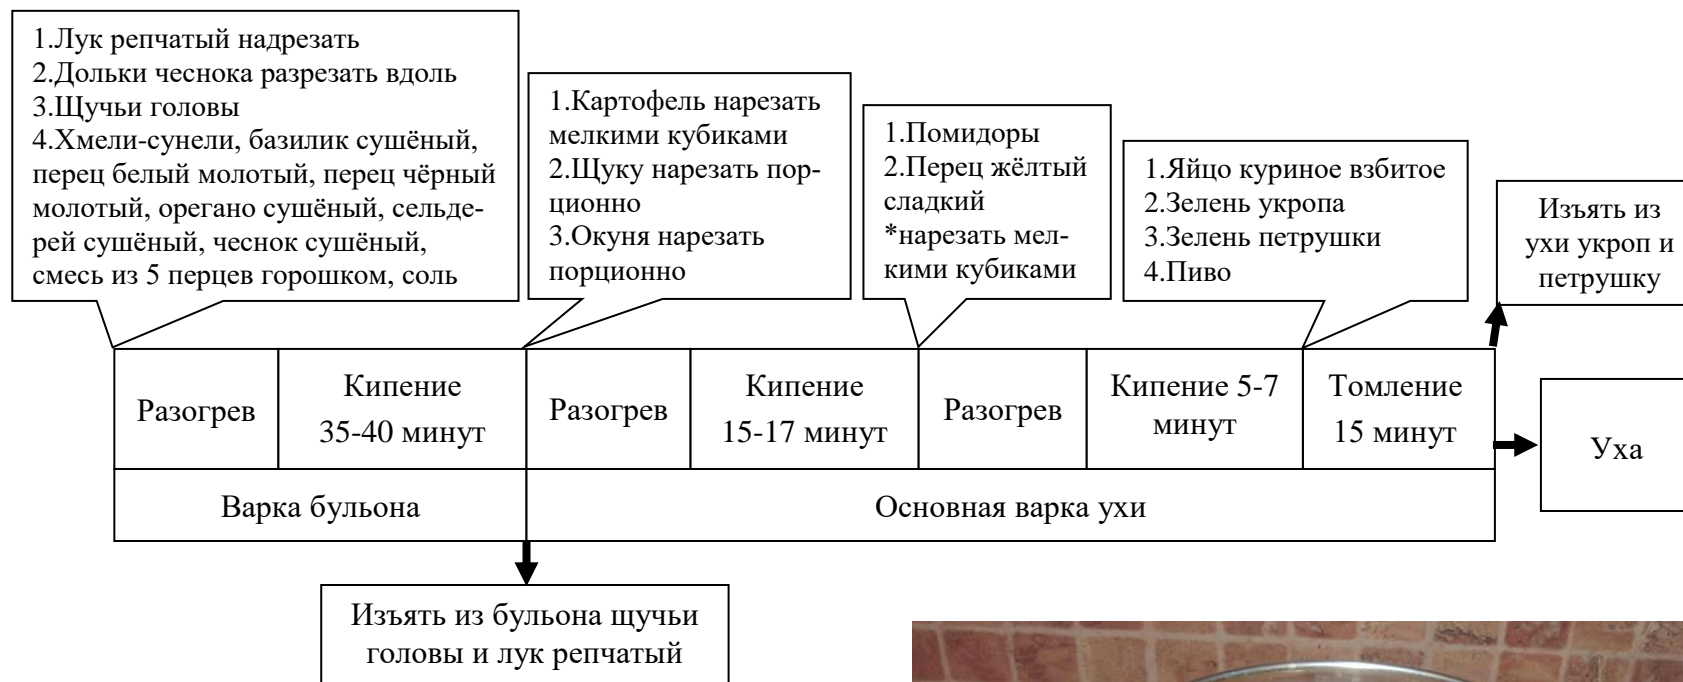 1.Лук репчатый надрезать
2.Дольки чеснока разрезать вдоль
3.Щучьи головы
4.Хмели-сунели, базилик сушёный,
перец белый молотый, перец чёрный
молотый, орегано сушёный, сельде-
рей сушёный, чеснок сушёный,
смесь из 5 перцев горошком, соль
1.Картофель нарезать
мелкими кубиками
2.Щуку нарезать пор-
ционно
3.Окуня нарезать
порционно
1.Помидоры
2.Перец жёлтый
сладкий
*нарезать мел-
кими кубиками
1.Яйцо куриное взбитое
2.Зелень укропа
3.Зелень петрушки
4.Пиво
Изъять из
ухи укроп и
петрушку
Разогрев
Кипение
35-40 минут
Разогрев
Кипение
15-17 минут
Разогрев
Кипение 5-7
минут
Томление
15 минут
Уха
Варка бульона
Основная варка ухи
Изъять из бульона щучьи
головы и лук репчатый